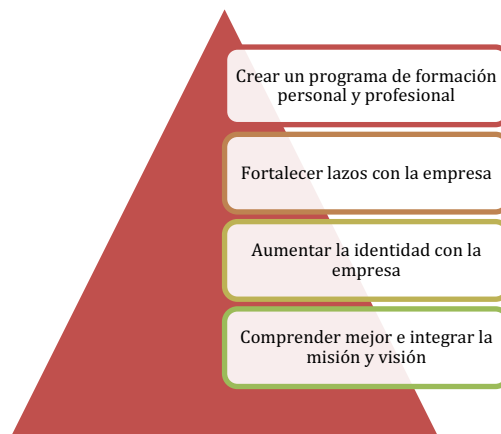 Crear un programa de formación
personal y profesional
Fortalecer lazos con la empresa
Aumentar la identidad con la
empresa
Comprender mejor e integrar la
misión y visión